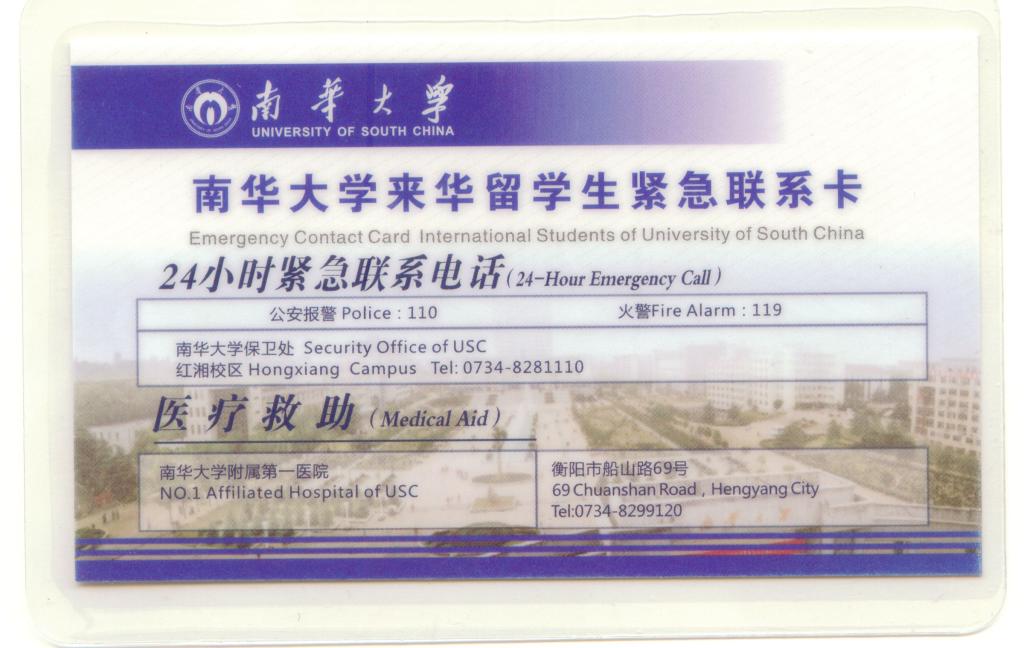 南華大學
UNIVERSITY OF SOUTH CHINA
南华大学来华留学生紧急联系卡
Emergency Contact Card International Students of University of South China
24小时紧急联系电话(24-Hour Emergency Call)
公安报警 Police : 110 火警Fire Alarm : 119
南华大学保卫处 Security Office of USC
红湘校区 Hongxiang Campus Tel: 0734-8281110
医疗救助 (Medical Aid)
南华大学附属第一医院
NO.1 Affiliated Hospital of USC
衡阳市船山路69号
69 Chuanshan Road , Hengyang City
Tel:0734-8299120